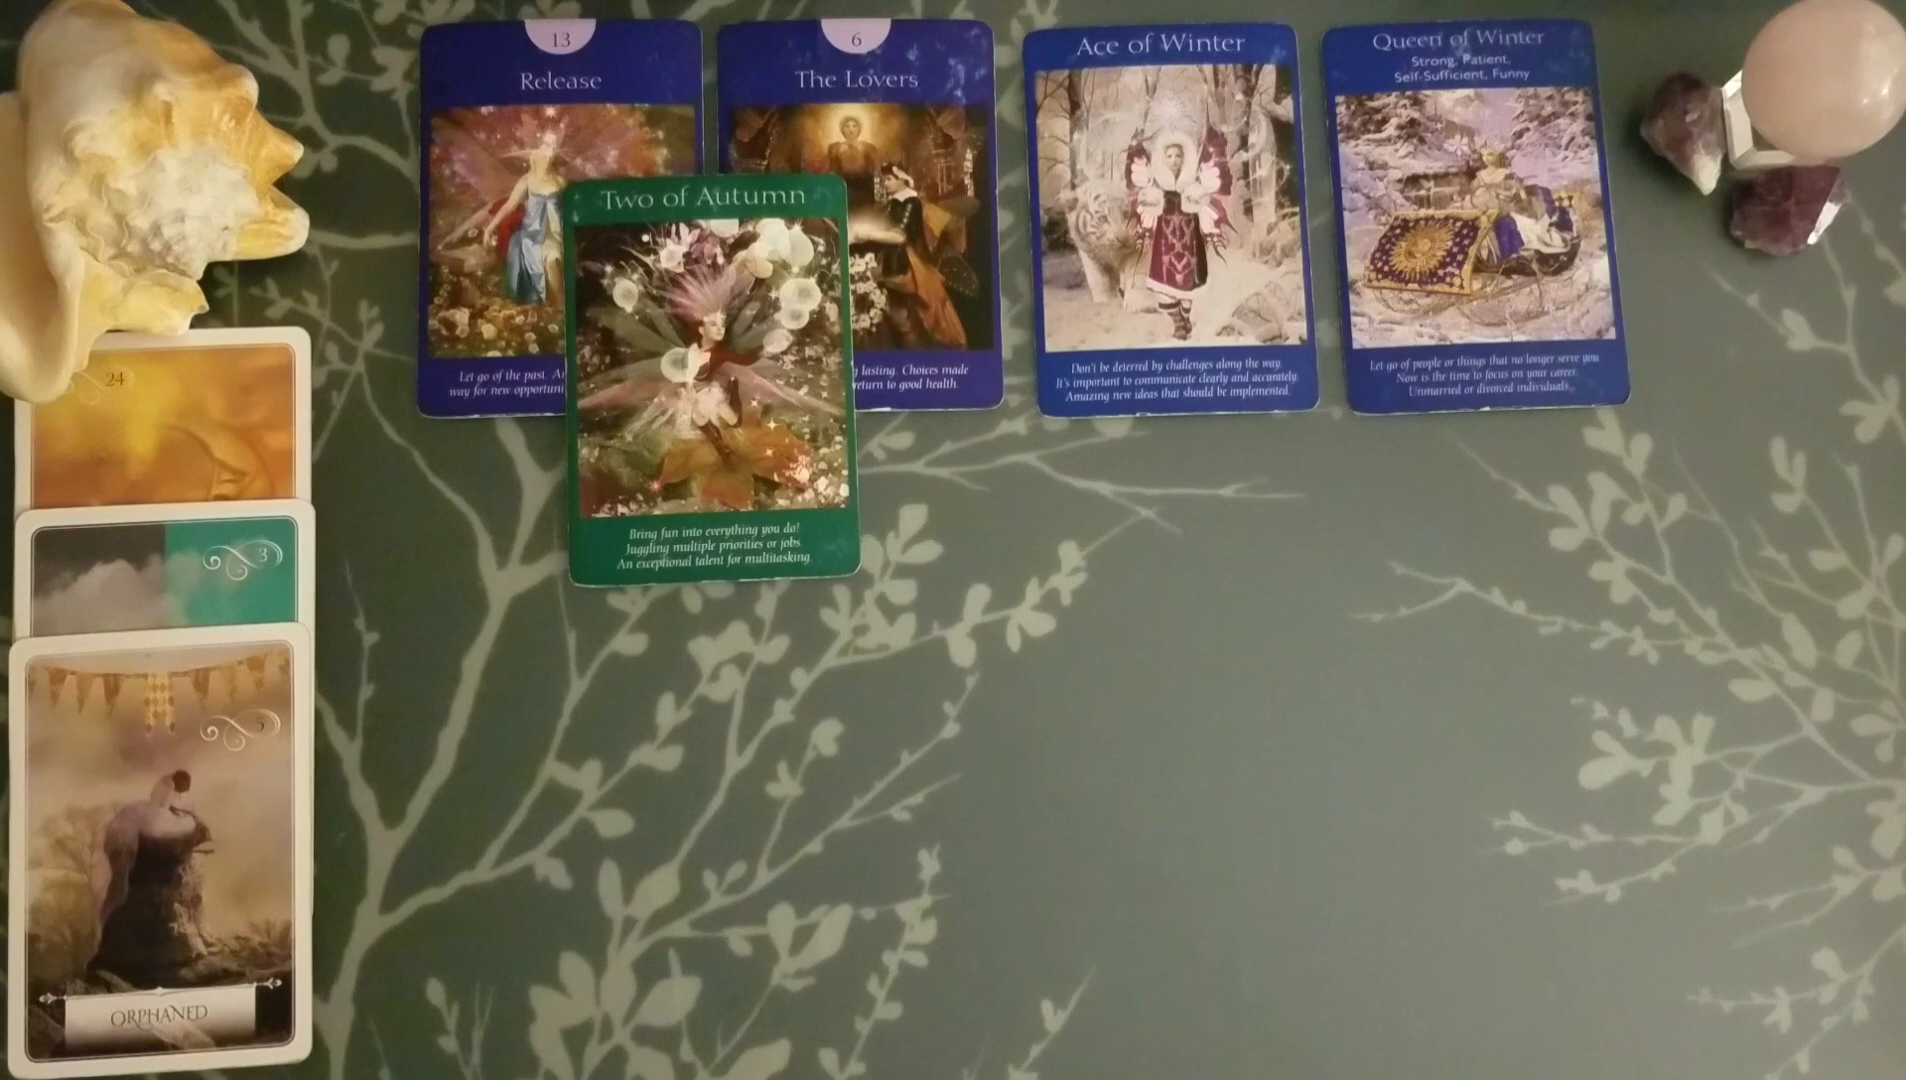 13
Release
Let go of the past. An
way for new opportuni
6
The Lovers
g lasting. Choices made
return to good health.
Two of Autumn
Bring fun into everything you do!
Juggling multiple priorities or jobs.
An exceptional talent for multitasking.
Ace of Winter
Don't be deterred by challenges along the way.
It's important to communicate clearly and accurately.
Amazing new ideas that should be implemented.
Queen of Winter
Strong, Patient,
Self-Sufficient, Funny
Let go of people or things that no longer serve you.
Now is the time to focus on your career.
Unmarried or divorced individuals.
24
3
5
ORPHANED